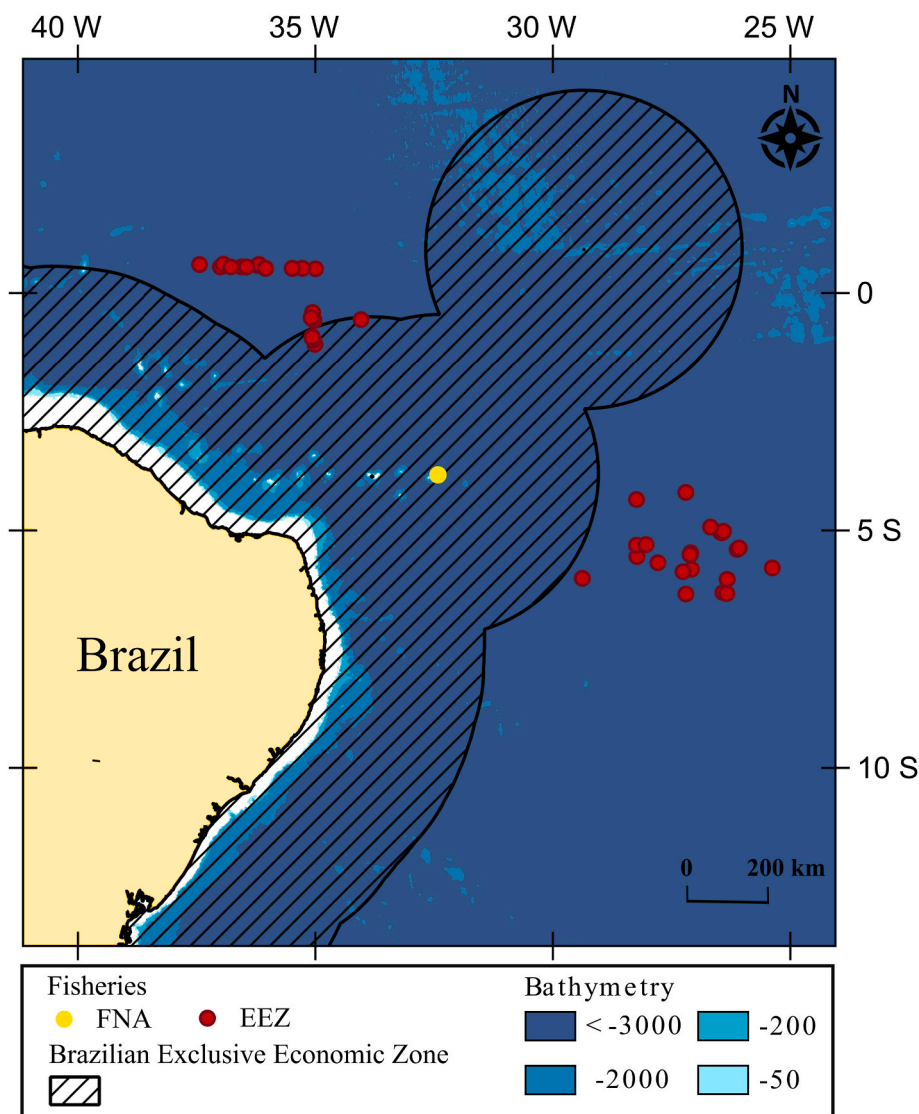 40 W 35 W 30 W 25 W
N
0
5 S
Brazil
10 S
0 200 km
Fisheries
FNA EEZ
Brazilian Exclusive Economic Zone
Bathymetry
< -3000 -200
-2000 -50